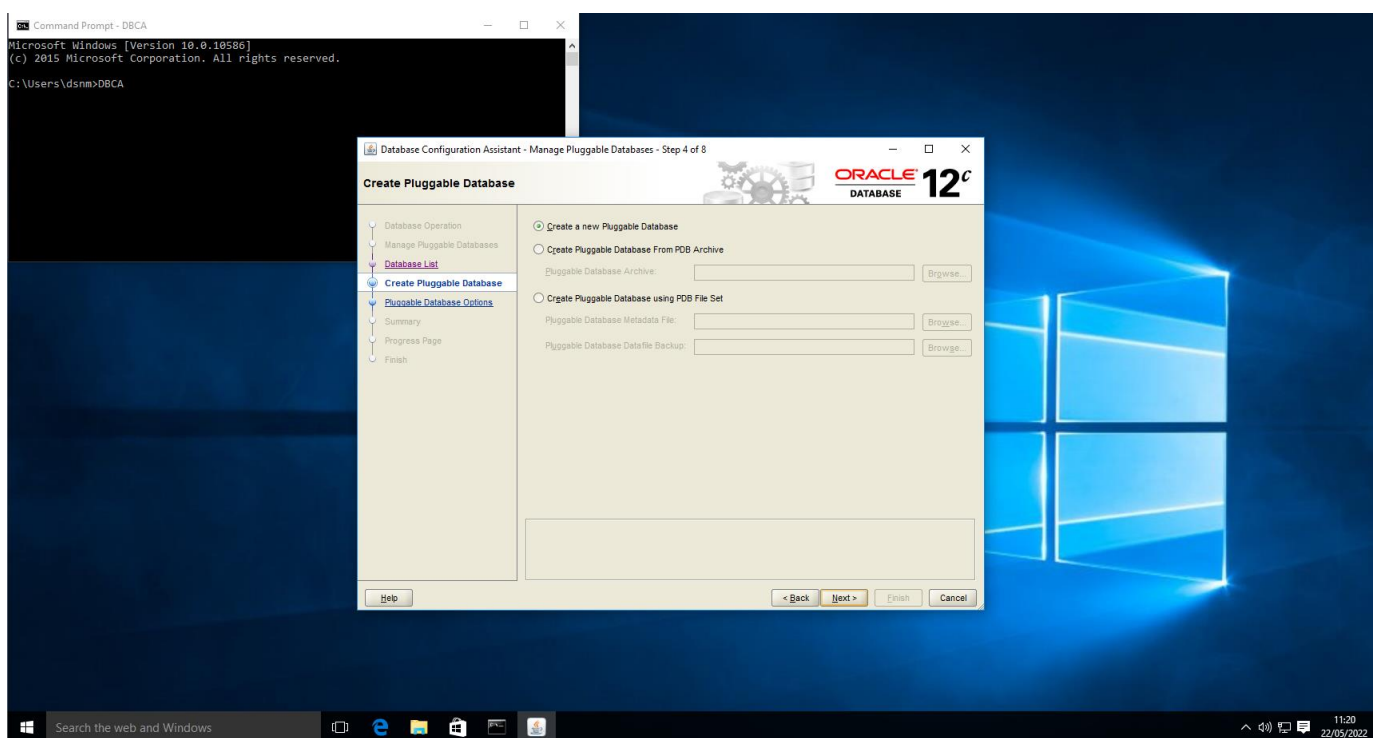 Command Prompt - DBCA
Microsoft Windows [Version 10.0.10586]
(c) 2015 Microsoft Corporation. All rights reserved.
C:\Users\dsnm>DBCA
Database Configuration Assistant - Manage Pluggable Databases - Step 4 of 8
Create Pluggable Database
ORACLE
DATABASE
12c
Database Operation
Manage Pluggable Databases
Database List
Create Pluggable Database
Pluggable Database Options
Summary
Progress Page
Finish
Create a new Pluggable Database
Create Pluggable Database From PDB Archive
Pluggable Database Archive: Browse...
Create Pluggable Database using PDB File Set
Pluggable Database Metadata File: Browse...
Pluggable Database Datafile Backup: Browse...
Help < Back Next > Finish Cancel
Search the web and Windows
11:20
22/05/2022